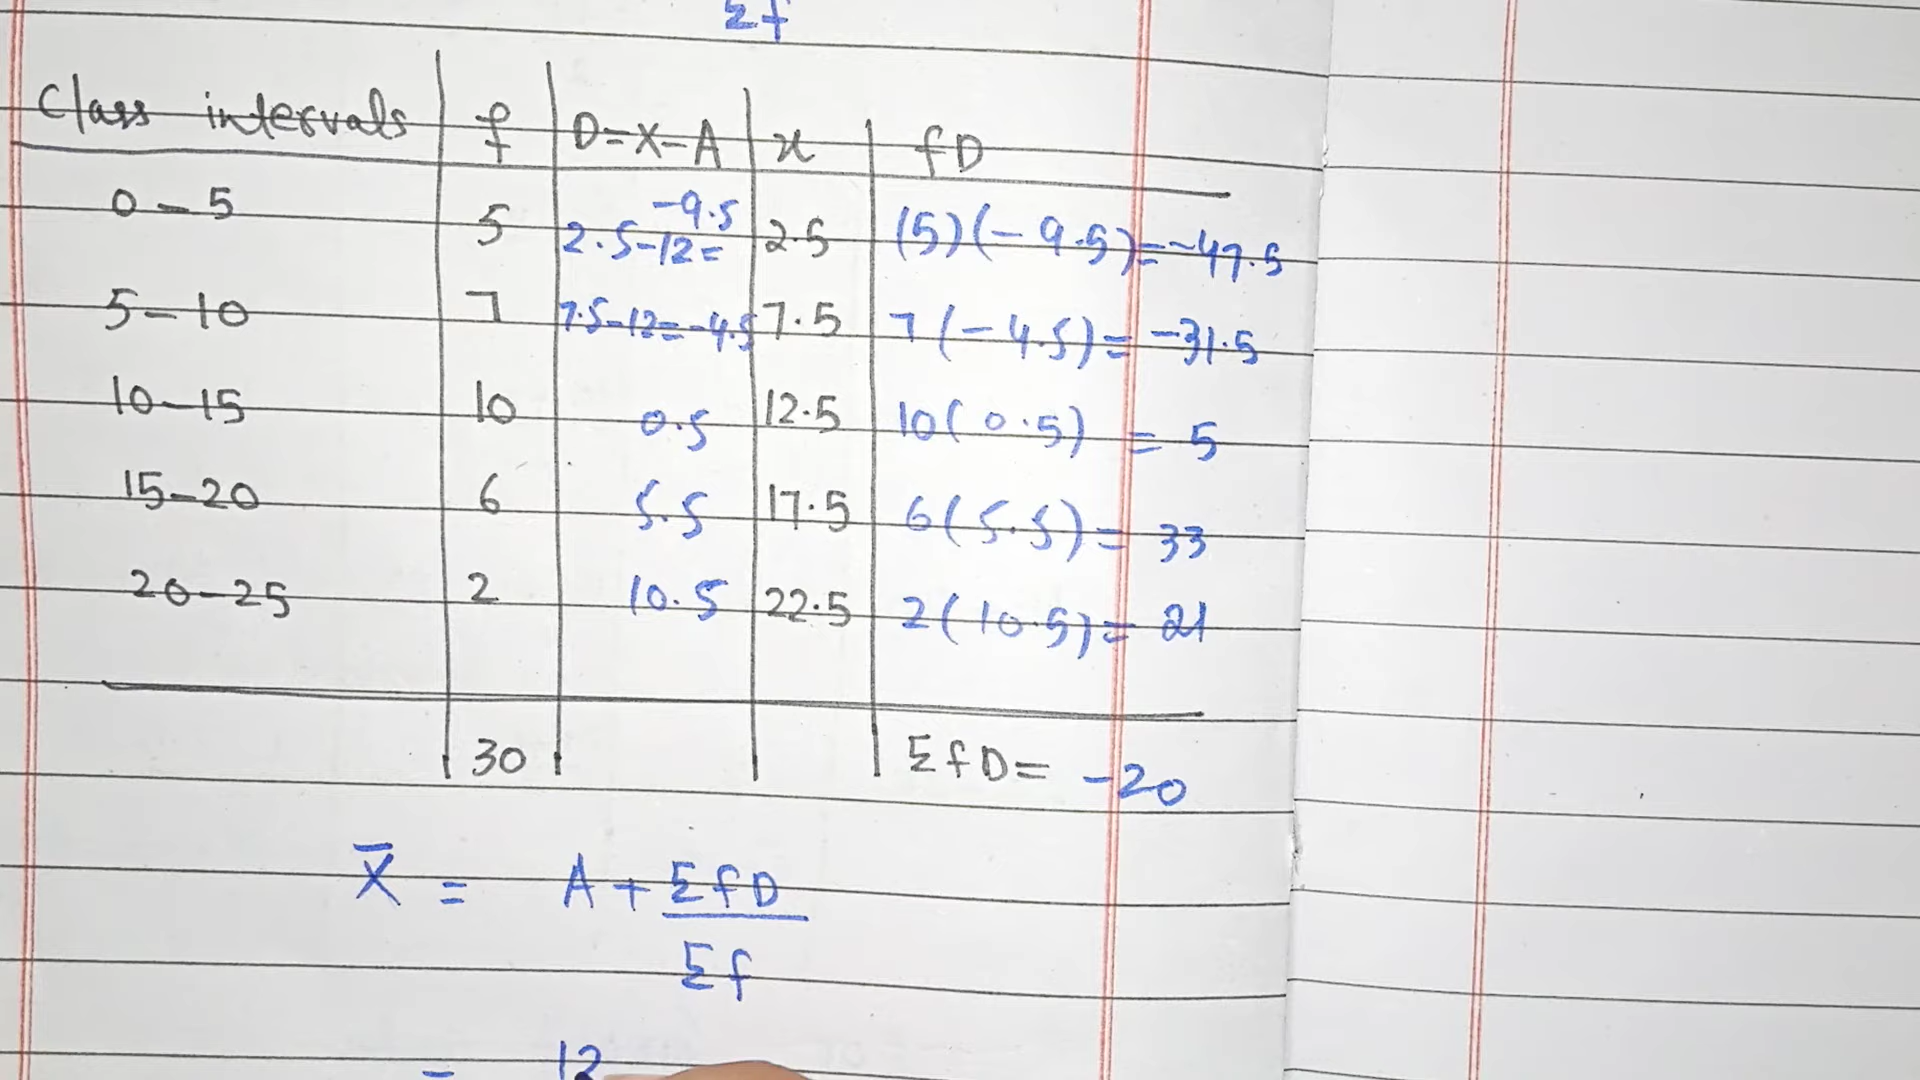 Σf
Class intervals f D=X-A x fD
0-5 5 2.5-12= -9.5 2.5 (5)(-9.5)=-47.5
5-10 7 7.5-12=-4.5 7.5 7(-4.5)=-31.5
10-15 10 0.5 12.5 10(0.5) = 5
15-20 6 5.5 17.5 6(5.5)= 33
20-25 2 10.5 22.5 2(10.5)= 21
30 ΣfD= -20
X̄ = A+ΣfD
Σf
= 12